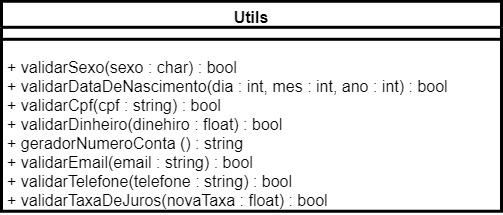 Utils
+ validarSexo(sexo : char) : bool
+ validarDataDeNascimento(dia : int, mes : int, ano : int) : bool
+ validarCpf(cpf : string) : bool
+ validarDinheiro(dinehiro : float) : bool
+ geradorNumeroConta () : string
+ validarEmail(email : string) : bool
+ validarTelefone(telefone : string) : bool
+ validarTaxaDeJuros(novaTaxa : float) : bool